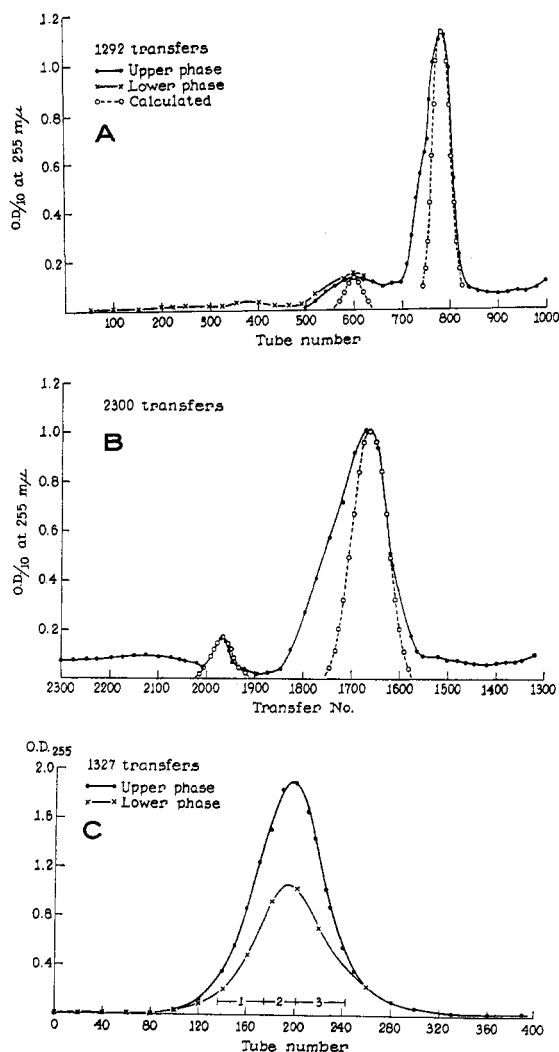 1292 transfers
Upper phase
Lower phase
Calculated
A
O.D/10 at 255 mμ
1.2
1.0
0.8
0.6
0.4
0.2
100 200 300 400 500 600 700 800 900 1000
Tube number
2300 transfers
B
O.D/10 at 255 mμ
1.2
1.0
0.8
0.6
0.4
0.2
2300 2200 2100 2000 1900 1800 1700 1600 1500 1400 1300
Transfer No.
O.D.255
1327 transfers
Upper phase
Lower phase
C
2.0
1.6
1.2
0.8
0.4
1 2 3
0 40 80 120 160 200 240 280 320 360 400
Tube number